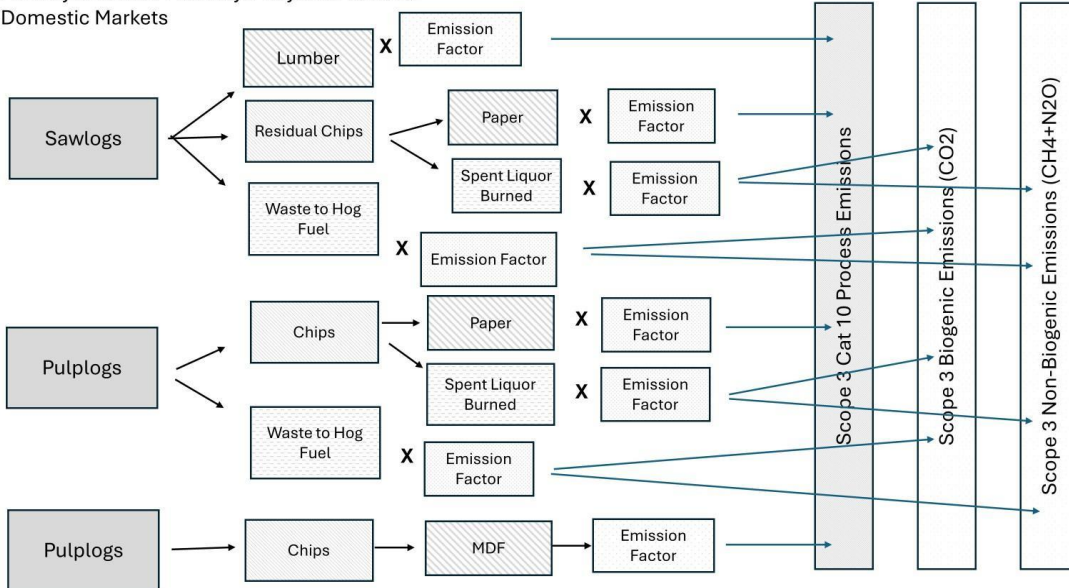 Domestic Markets
Lumber
X
Emission
Factor
Sawlogs
Residual Chips
Paper
X
Emission
Factor
Spent Liquor
Burned
X
Emission
Factor
Waste to Hog
Fuel
X
Emission Factor
Pulplogs
Chips
Paper
X
Emission
Factor
Spent Liquor
Burned
X
Emission
Factor
Waste to Hog
Fuel
X
Emission
Factor
Pulplogs
Chips
MDF
Emission
Factor
Scope 3 Cat 10 Process Emissions
Scope 3 Biogenic Emissions (CO2)
Scope 3 Non-Biogenic Emissions (CH4+N2O)